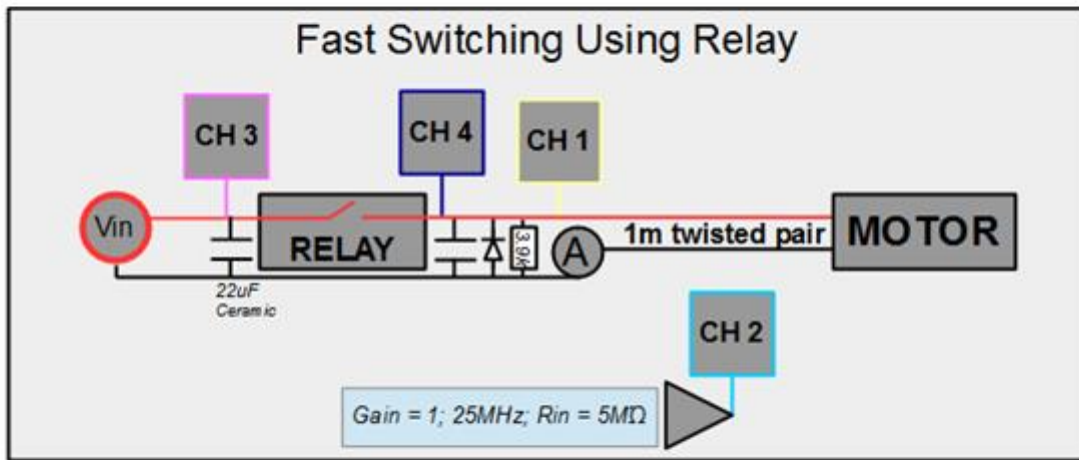 Fast Switching Using Relay
CH 3
CH 4
CH 1
Vin
RELAY
3.9k
A
1m twisted pair
MOTOR
22uF
Ceramic
CH 2
Gain = 1; 25MHz; Rin = 5MΩ